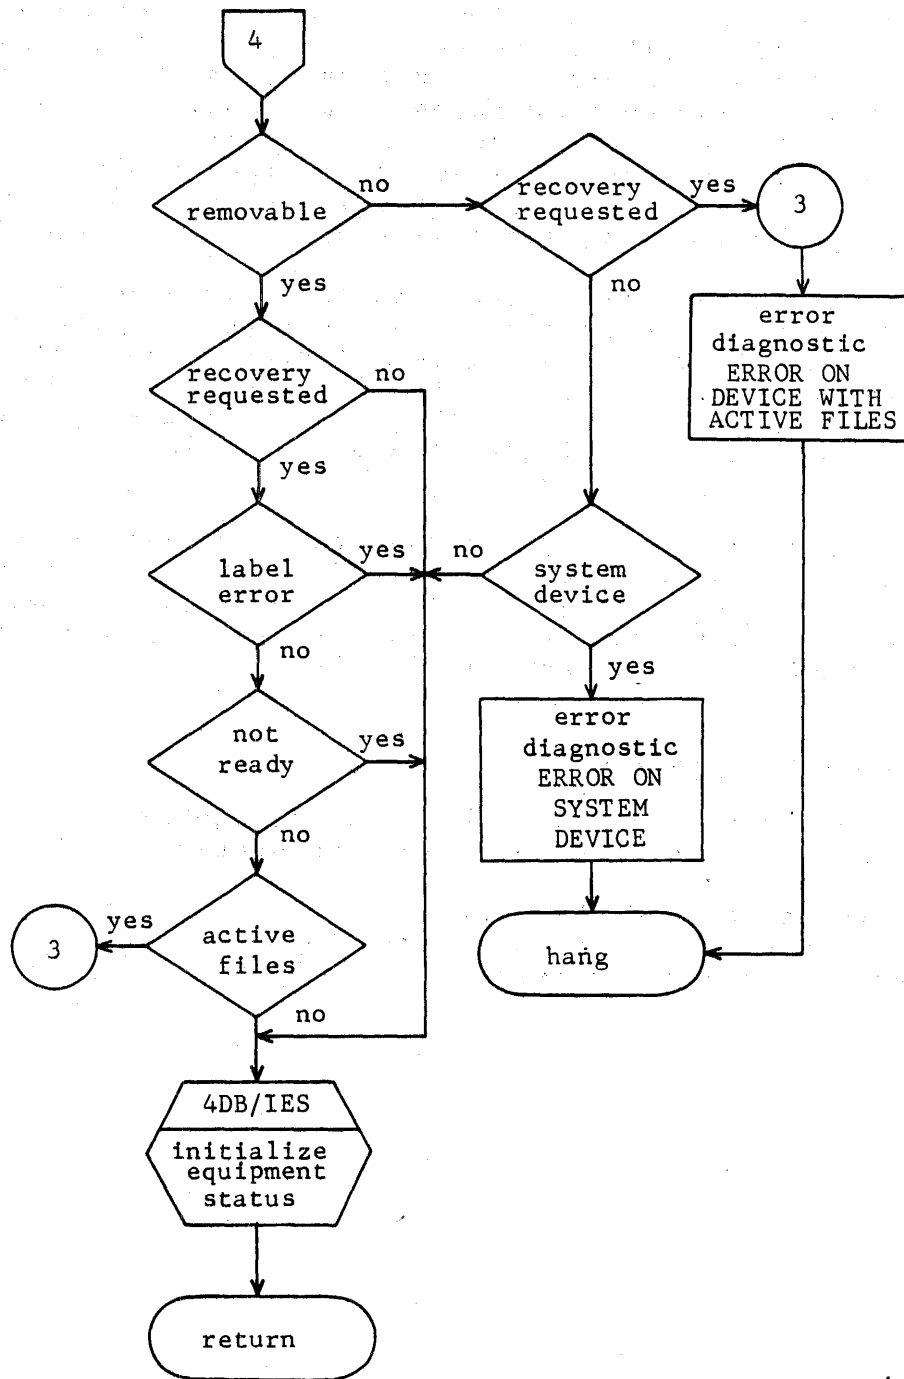 4
removable
no
recovery
requested
yes
3
yes
no
error
diagnostic
ERROR ON
DEVICE WITH
ACTIVE FILES
recovery
requested
no
yes
label
error
yes
no
system
device
no
yes
not
ready
yes
error
diagnostic
ERROR ON
SYSTEM
DEVICE
no
yes
3
active
files
hang
no
4DB/IES
initialize
equipment
status
return